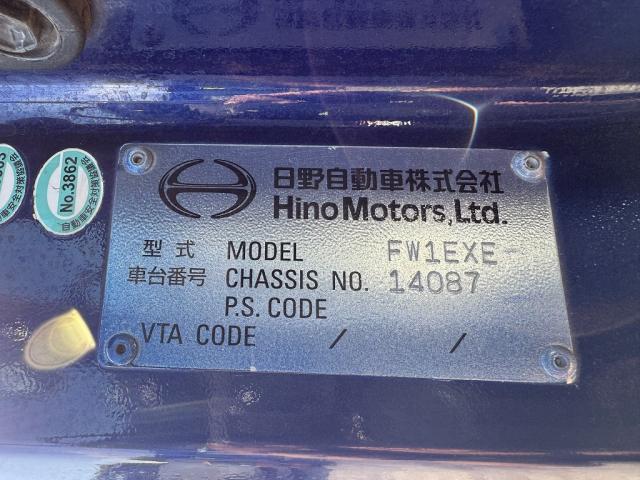 日野自動車株式会社
Hino Motors, Ltd.
型式 MODEL FW1EXE-
車台番号 CHASSIS NO. 14087
P.S. CODE
VTA CODE / /
No.3862